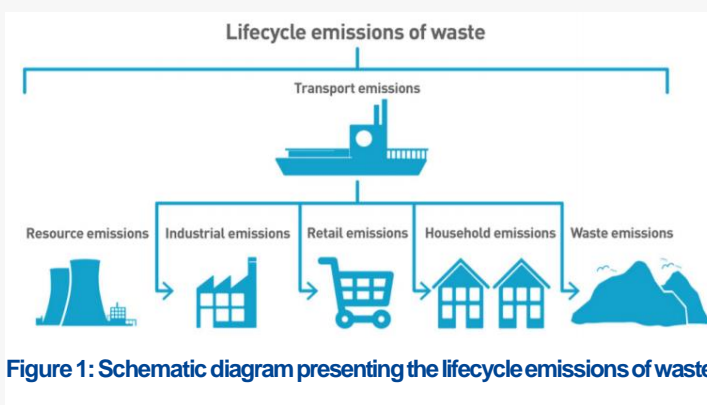 Lifecycle emissions of waste
Transport emissions
Resource emissions Industrial emissions Retail emissions Household emissions Waste emissions
Figure 1: Schematic diagram presenting the lifecycle emissions of waste